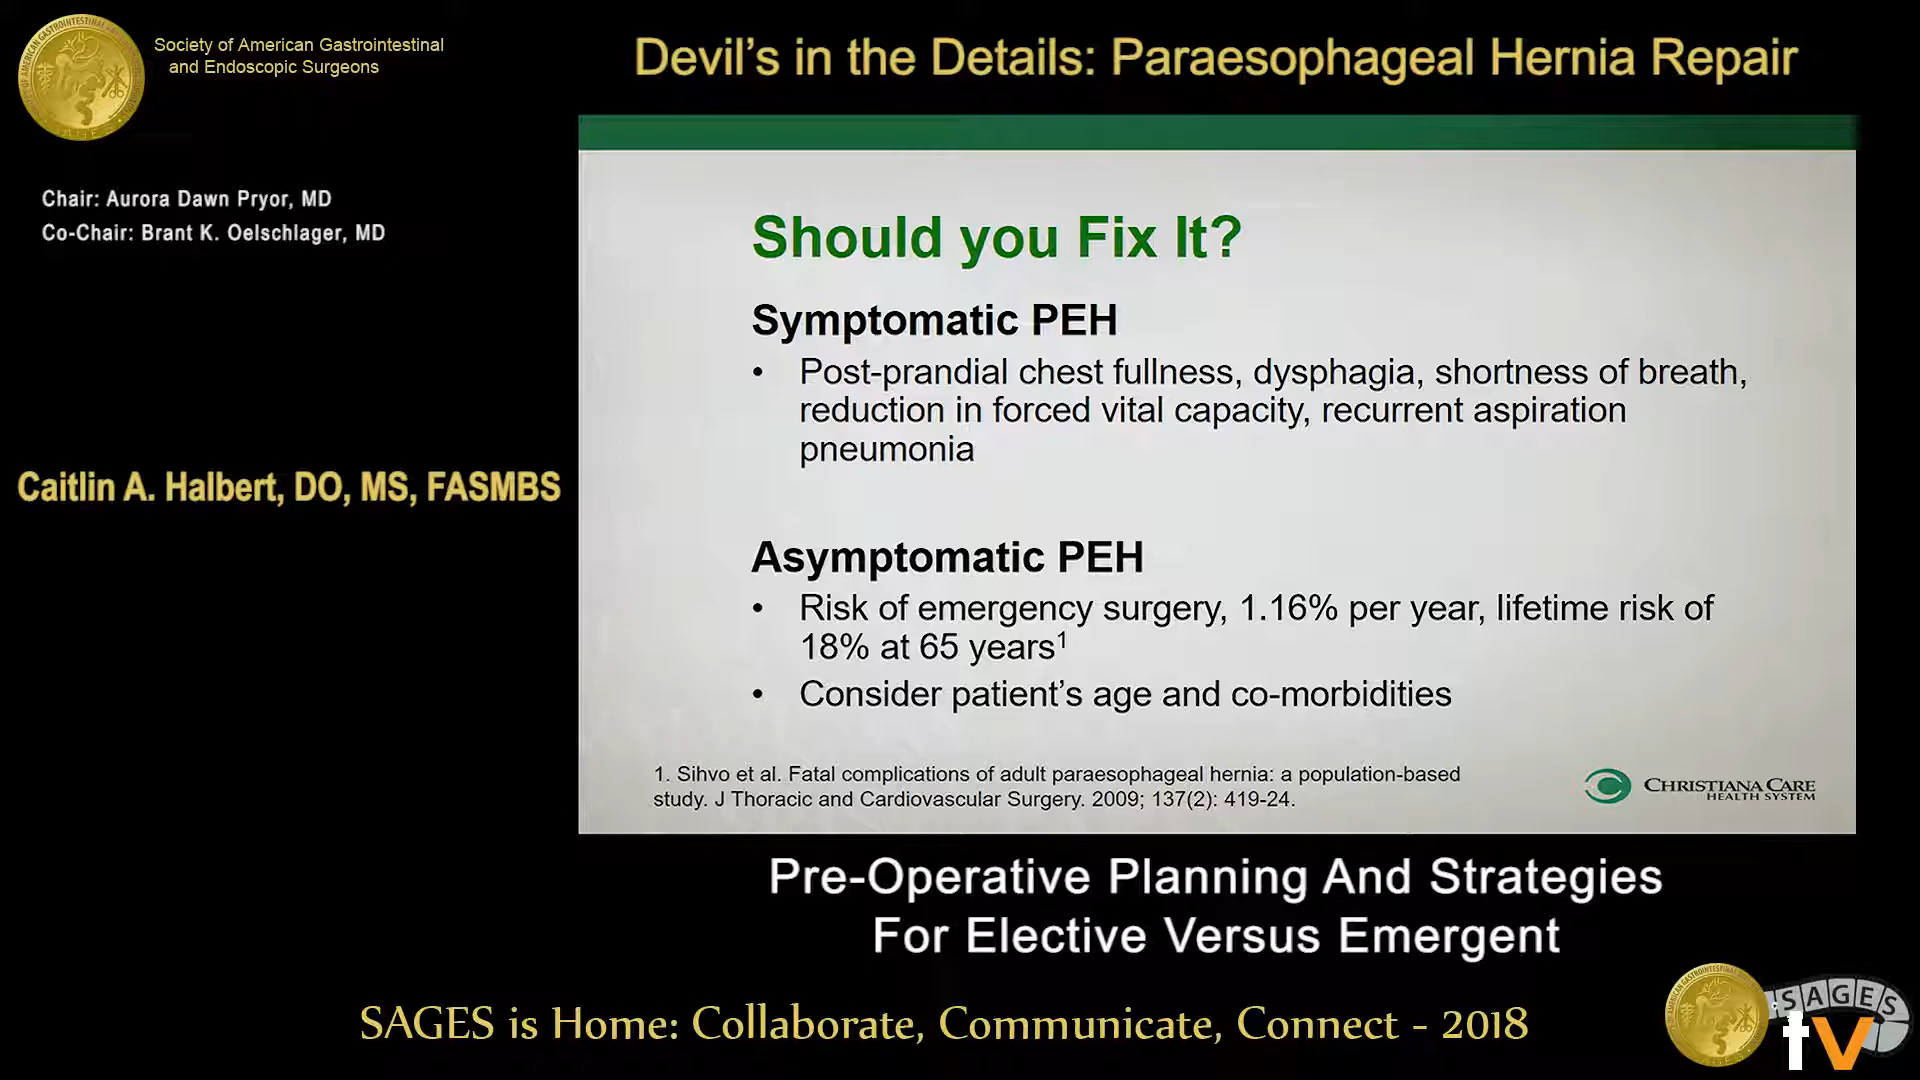 Society of American Gastrointestinal
and Endoscopic Surgeons
Devil's in the Details: Paraesophageal Hernia Repair
Chair: Aurora Dawn Pryor, MD
Co-Chair: Brant K. Oelschlager, MD
Caitlin A. Halbert, DO, MS, FASMBS
Should you Fix It?
Symptomatic PEH
• Post-prandial chest fullness, dysphagia, shortness of breath,
reduction in forced vital capacity, recurrent aspiration
pneumonia
Asymptomatic PEH
• Risk of emergency surgery, 1.16% per year, lifetime risk of
18% at 65 years¹
• Consider patient's age and co-morbidities
1. Sihvo et al. Fatal complications of adult paraesophageal hernia: a population-based
study. J Thoracic and Cardiovascular Surgery. 2009; 137(2): 419-24.
CHRISTIANA CARE
HEALTH SYSTEM
Pre-Operative Planning And Strategies
For Elective Versus Emergent
SAGES is Home: Collaborate, Communicate, Connect - 2018
SAGES
tv